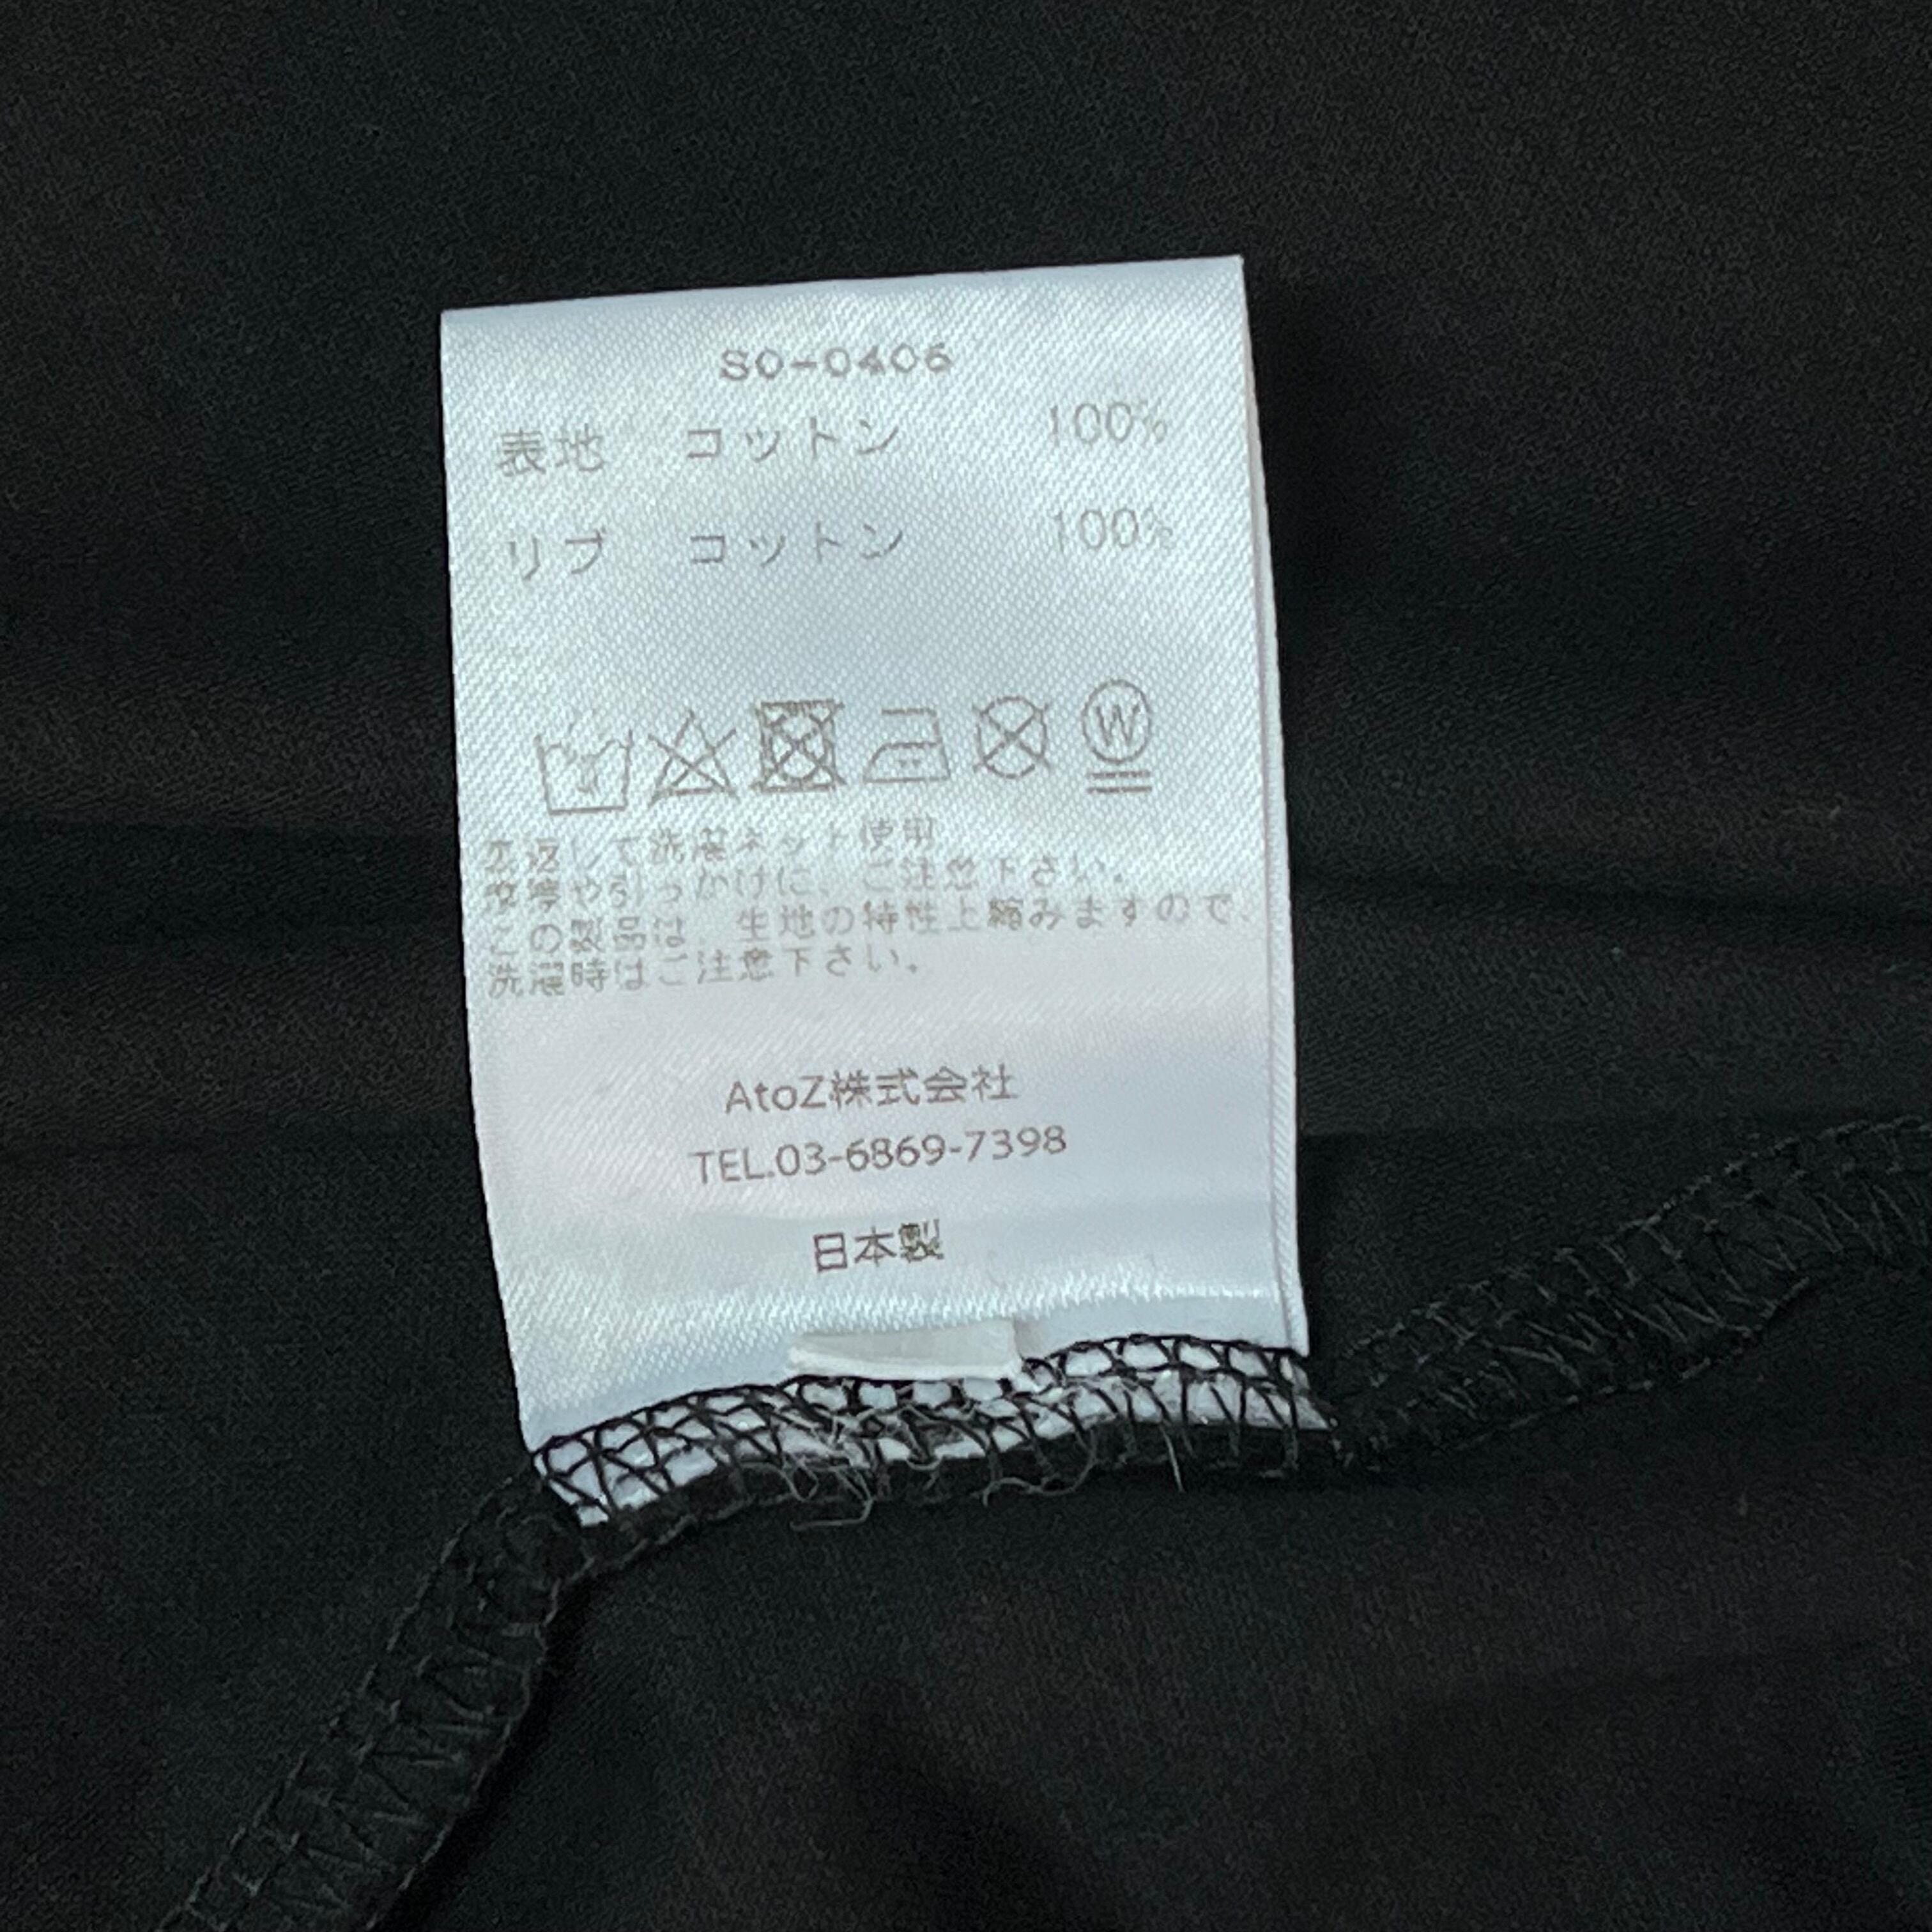 SO-0406
表地 コットン 100%
リブ コットン 100%
W
裏返して洗濯ネット使用
摩擦や引っかけに、ご注意下さい。
この製品は、生地の特性上縮みますので、
洗濯時はご注意下さい。
AtoZ株式会社
TEL.03-6869-7398
日本製